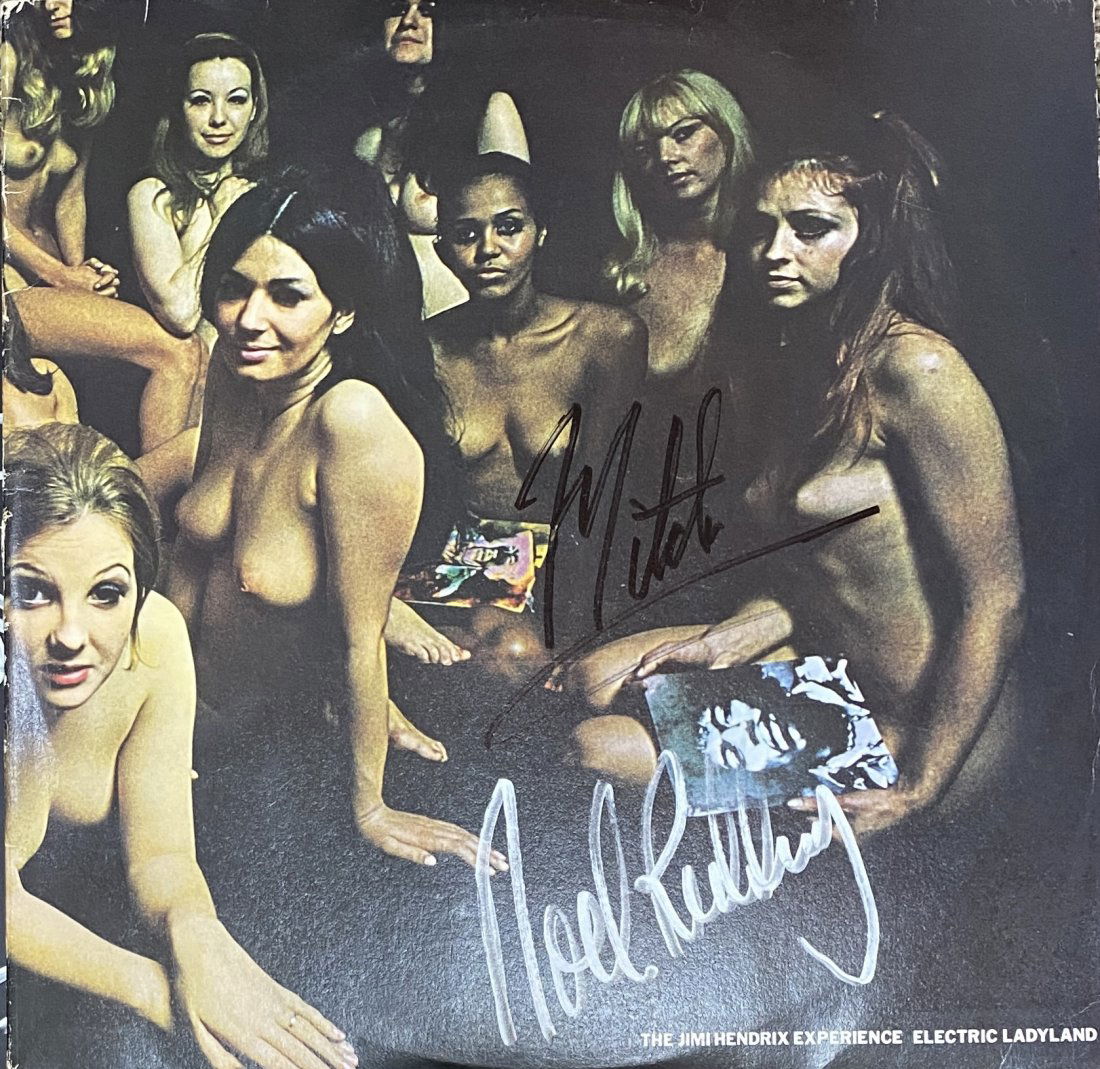 Mitch
Noel. Redding
THE JIMI HENDRIX EXPERIENCE ELECTRIC LADYLAND